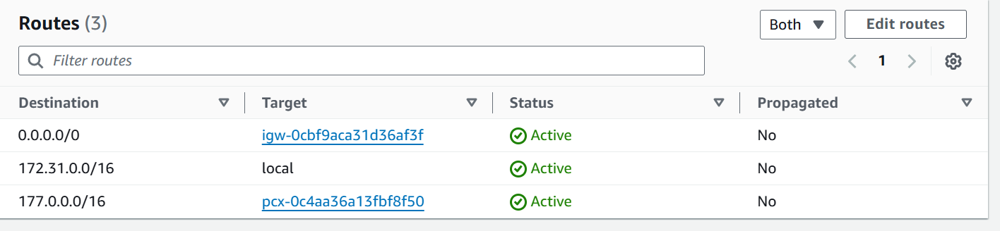 Routes (3)
Both
Edit routes
Filter routes
1
Destination Target Status Propagated
0.0.0.0/0 igw-0cbf9aca31d36af3f Active No
172.31.0.0/16 local Active No
177.0.0.0/16 pcx-0c4aa36a13fbf8f50 Active No